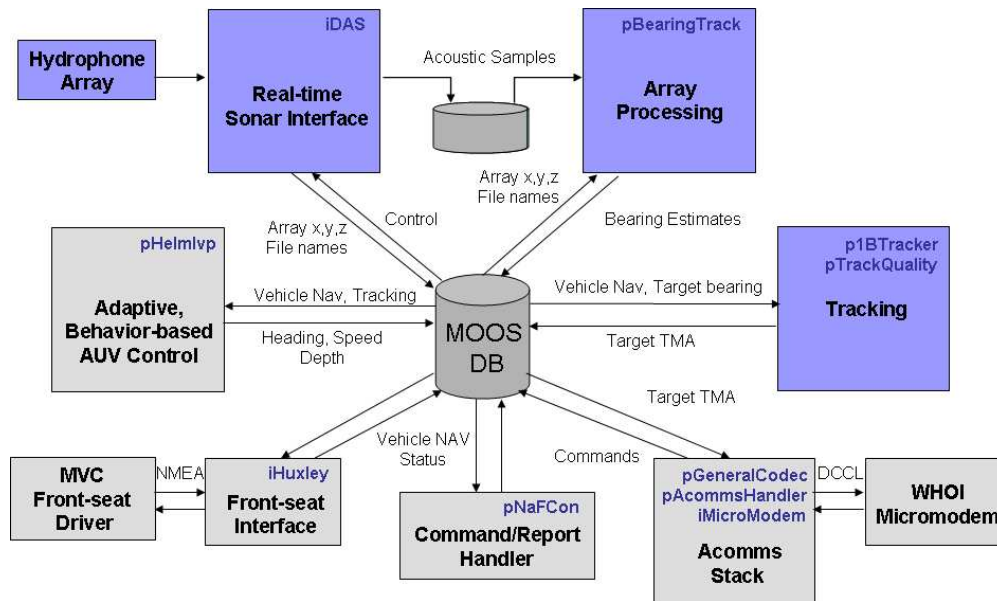 iDAS
Hydrophone
Array
Real-time
Sonar Interface
Acoustic Samples
pBearingTrack
Array
Processing
Array x,y,z
File names
Control
Array x,y,z
File names
Bearing Estimates
pHelmIvp
Adaptive,
Behavior-based
AUV Control
Vehicle Nav, Tracking
Heading, Speed
Depth
MOOS
DB
Vehicle Nav, Target bearing
Target TMA
p1BTracker
pTrackQuality
Tracking
Target TMA
Vehicle NAV
Status
Commands
MVC
Front-seat
Driver
NMEA
iHuxley
Front-seat
Interface
pNaFCon
Command/Report
Handler
pGeneralCodec
pAcommsHandler
iMicroModem
Acomms
Stack
DCCL
WHOI
Micromodem